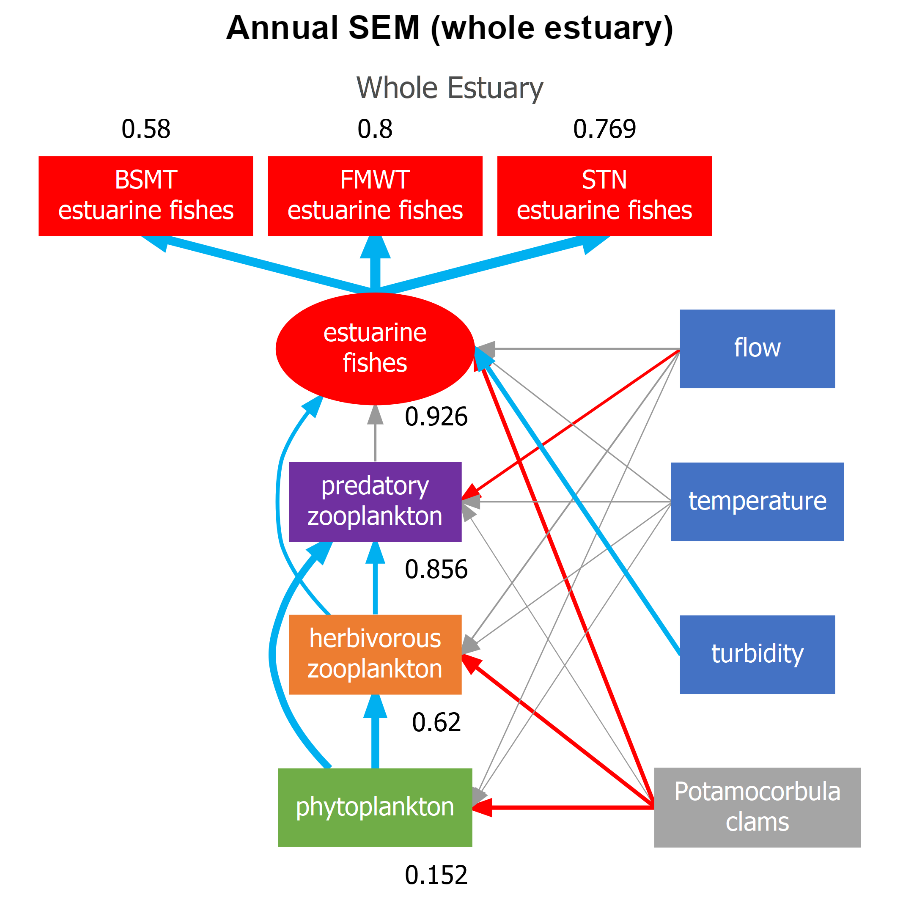 Annual SEM (whole estuary)
Whole Estuary
0.58
0.8
0.769
BSMT
estuarine fishes
FMWT
estuarine fishes
STN
estuarine fishes
estuarine
fishes
flow
0.926
predatory
zooplankton
temperature
0.856
herbivorous
zooplankton
turbidity
0.62
phytoplankton
Potamocorbula
clams
0.152